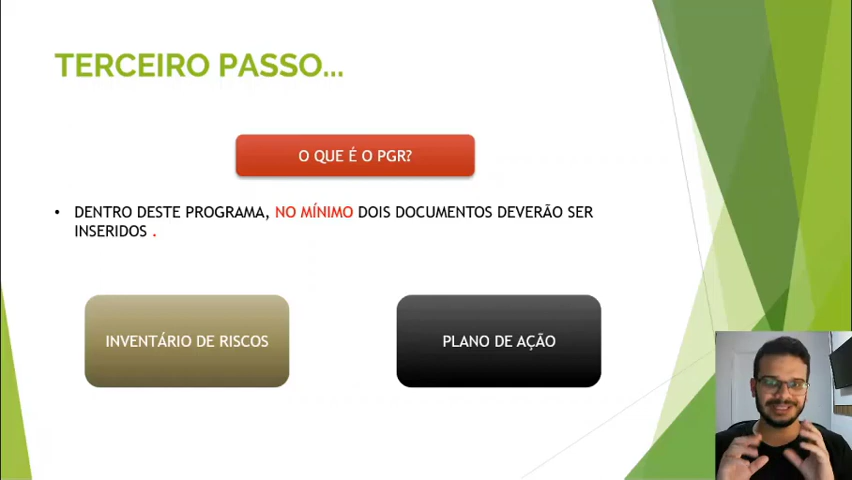 TERCEIRO PASSO...
O QUE É O PGR?
• DENTRO DESTE PROGRAMA, NO MÍNIMO DOIS DOCUMENTOS DEVERÃO SER
INSERIDOS .
INVENTÁRIO DE RISCOS
PLANO DE AÇÃO